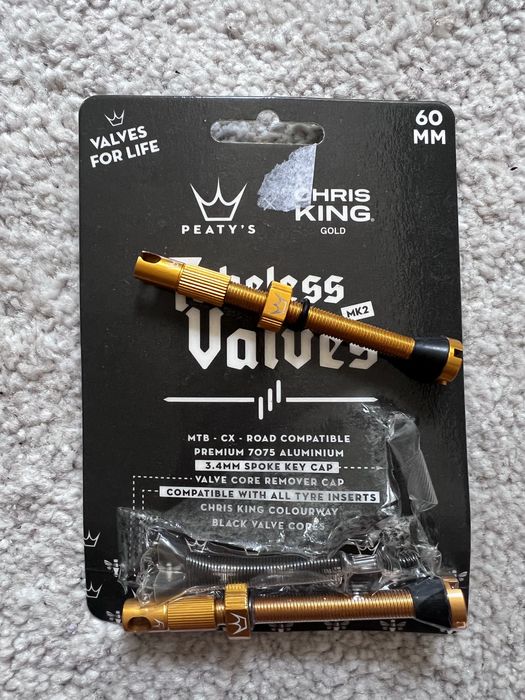 VALVES
FOR LIFE
60
MM
PEATY'S
CHRIS
KING®
GOLD
Tubeless
MK2
Valves
MTB - CX - ROAD COMPATIBLE
PREMIUM 7075 ALUMINIUM
3.4MM SPOKE KEY CAP
VALVE CORE REMOVER CAP
COMPATIBLE WITH ALL TYRE INSERTS
CHRIS KING COLOURWAY
BLACK VALVE CORES